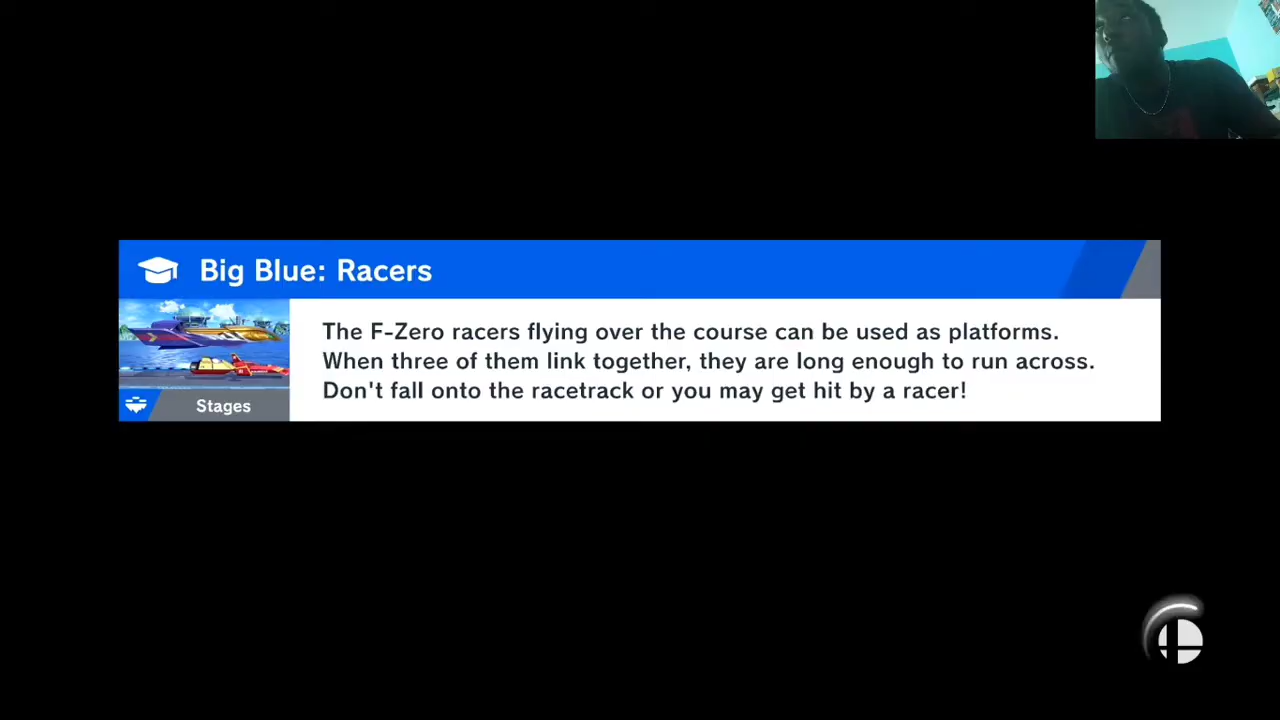 Big Blue: Racers
The F-Zero racers flying over the course can be used as platforms.
When three of them link together, they are long enough to run across.
Don't fall onto the racetrack or you may get hit by a racer!
Stages